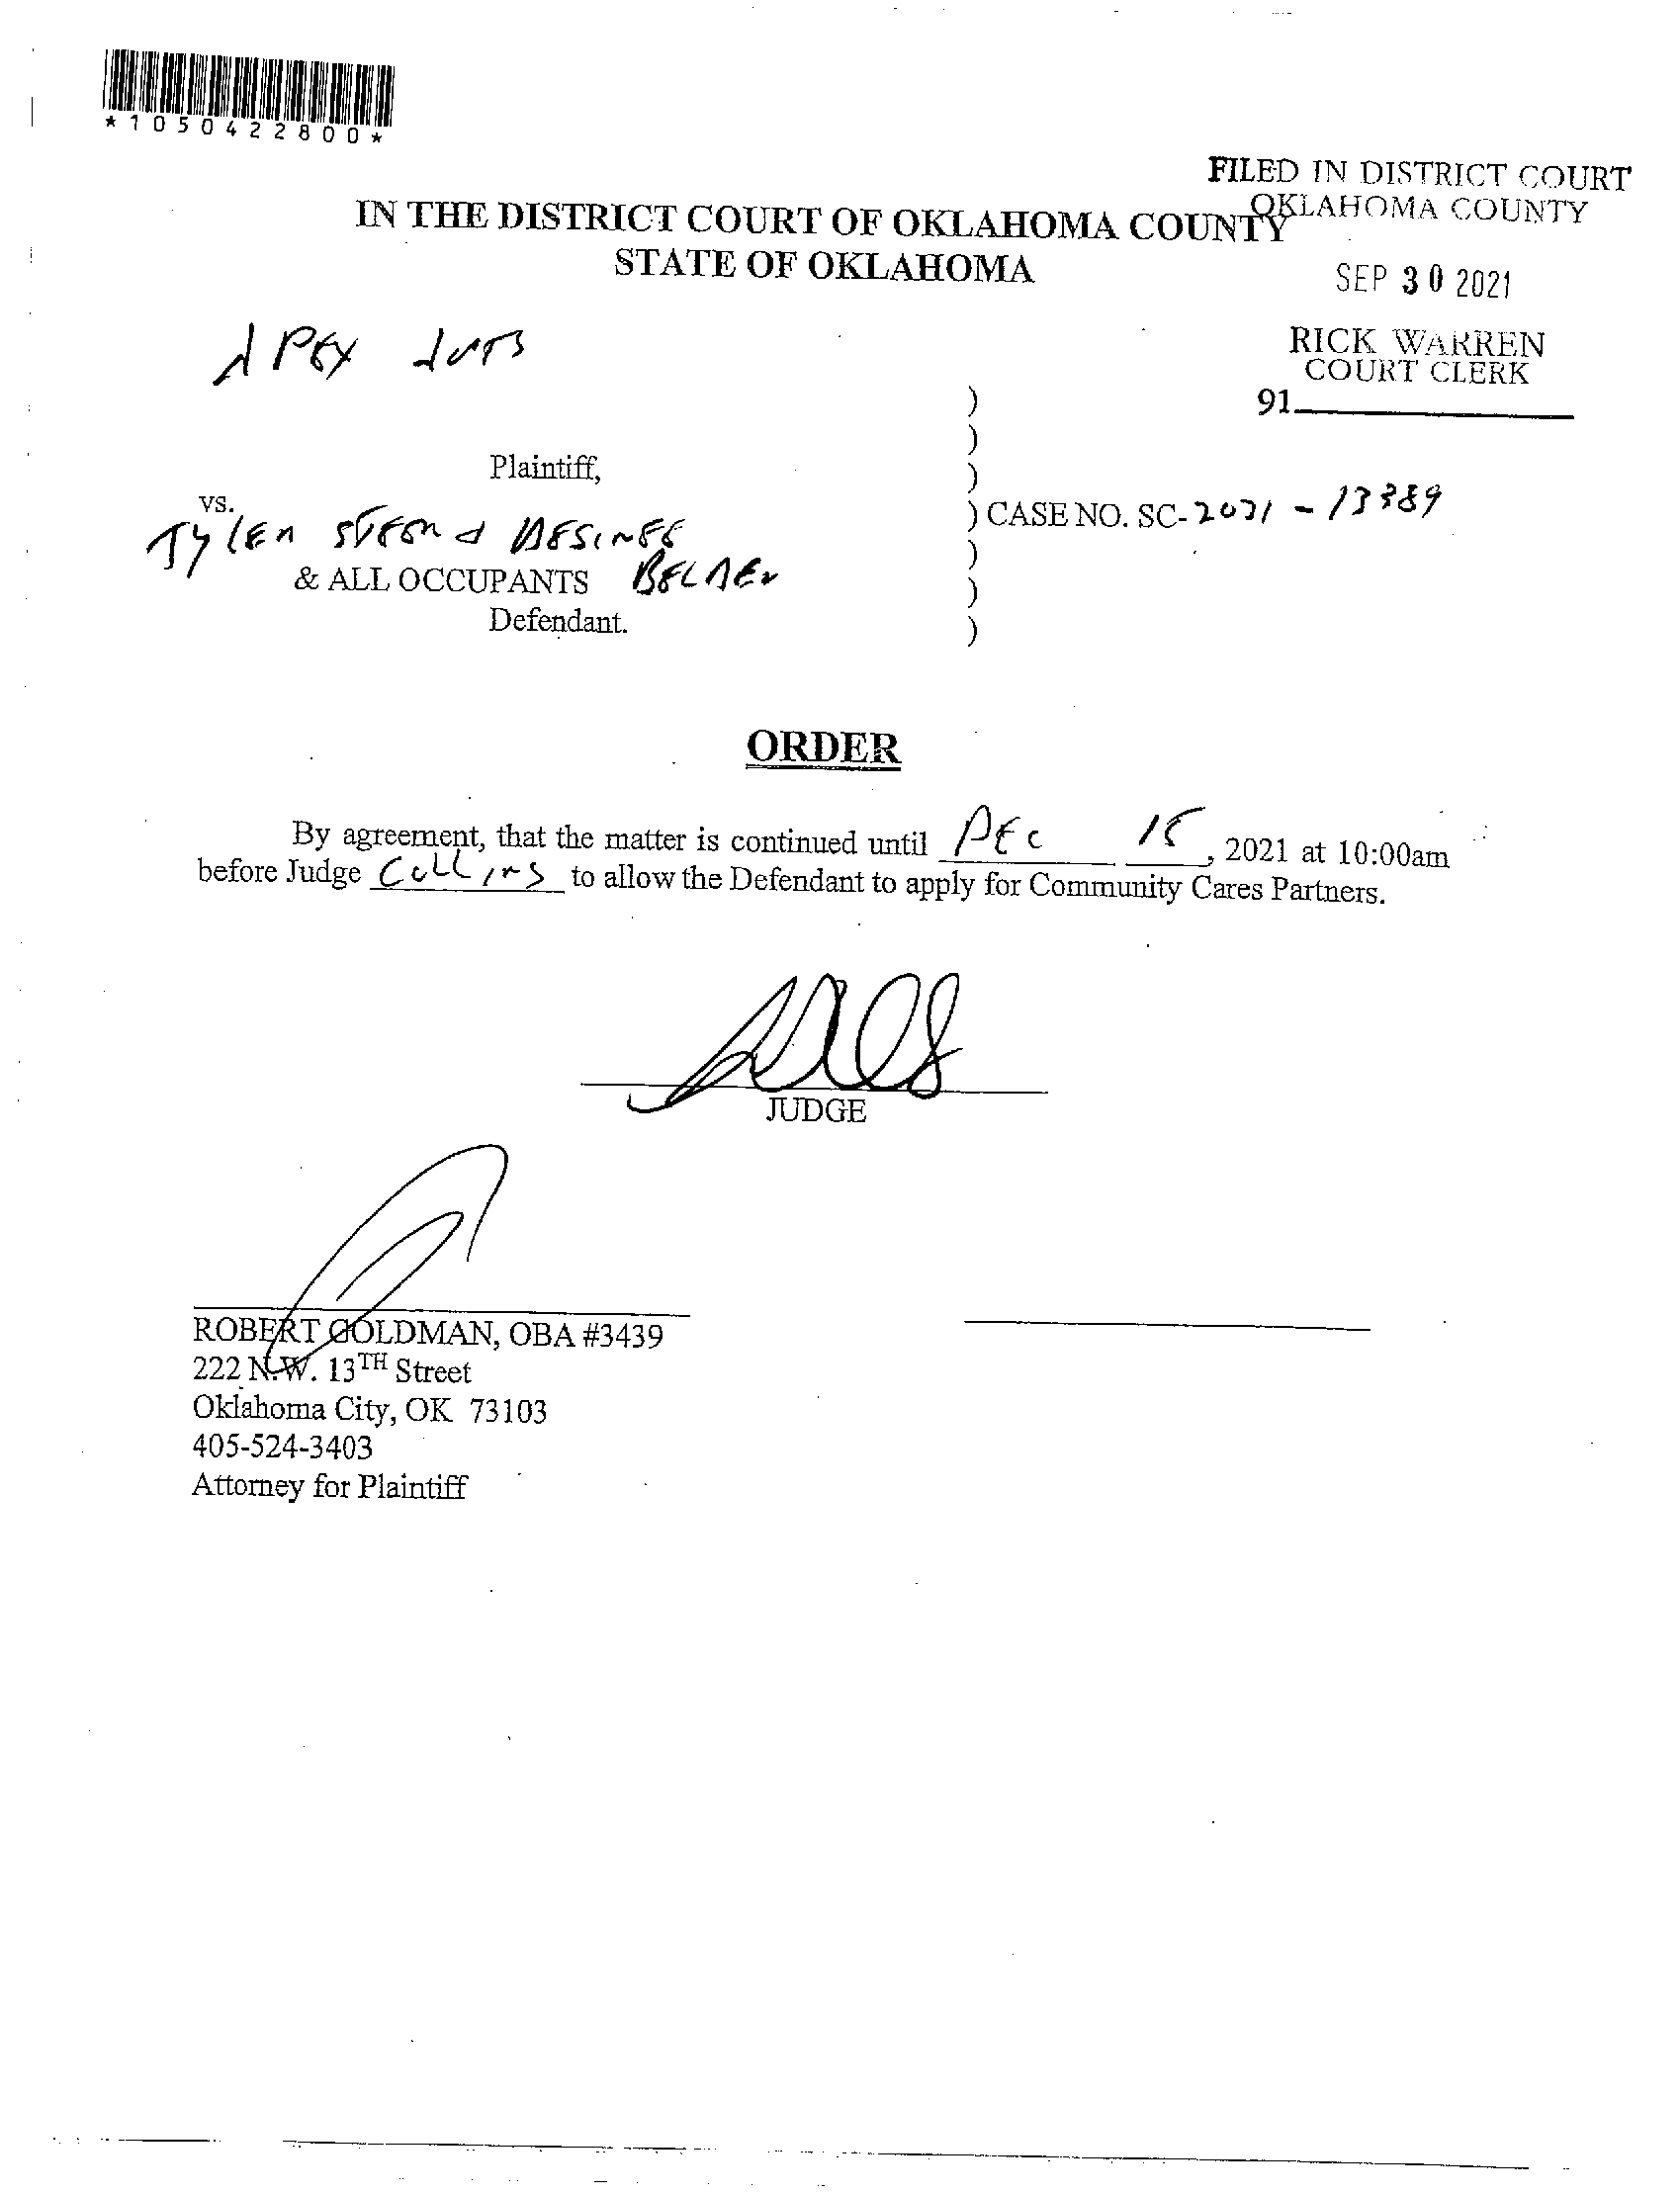 *1050422800*
FILED IN DISTRICT COURT
OKLAHOMA COUNTY
IN THE DISTRICT COURT OF OKLAHOMA COUNTY
STATE OF OKLAHOMA
SEP 30 2021
RICK WARREN
COURT CLERK
91
APEX
)
)
Plaintiff,
)
vs.
) CASE NO. SC-2021 - 13389
TYLER DESIREE
)
& ALL OCCUPANTS BELDEN
)
Defendant.
)
ORDER
By agreement, that the matter is continued until DEC 15, 2021 at 10:00am
before Judge COLLINS to allow the Defendant to apply for Community Cares Partners.
JUDGE
ROBERT GOLDMAN, OBA #3439
222 N.W. 13TH Street
Oklahoma City, OK 73103
405-524-3403
Attorney for Plaintiff